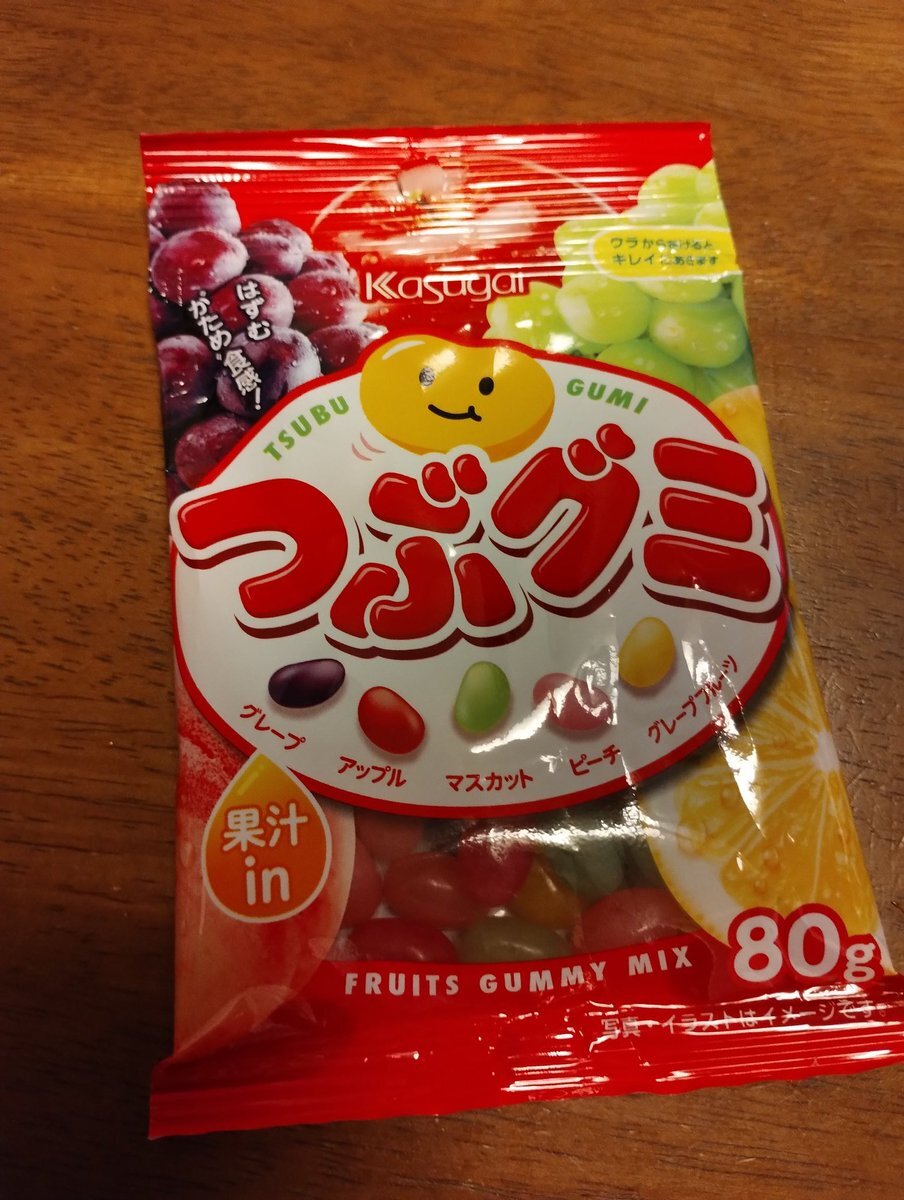 Kasugai
ウラからあけると
キレイにあきます
はずむ
がため食感！
TSUBU GUMI
つぶグミ
グレープ
アップル
マスカット
ピーチ
グレープフルーツ
果汁
in
FRUITS GUMMY MIX
80g
写真・イラストはイメージです。